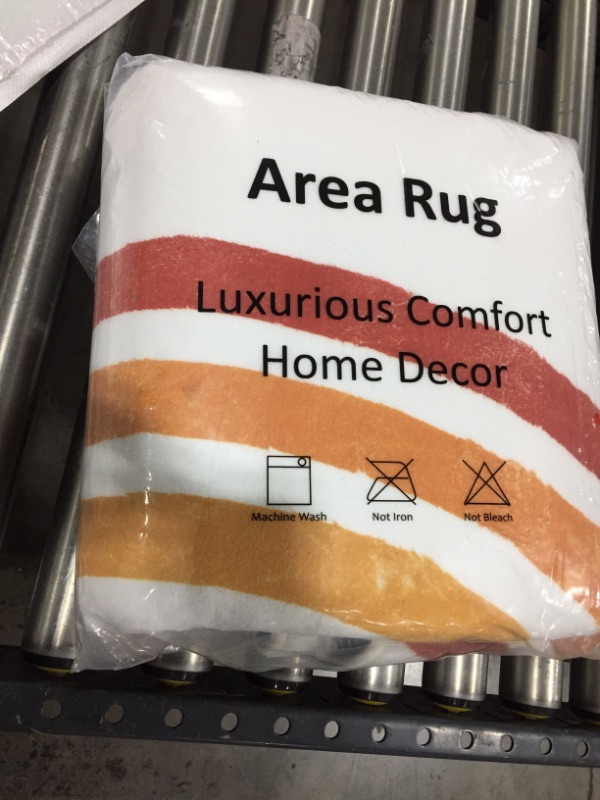 Area Rug
Luxurious Comfort
Home Decor
Machine Wash
Not Iron
Not Bleach